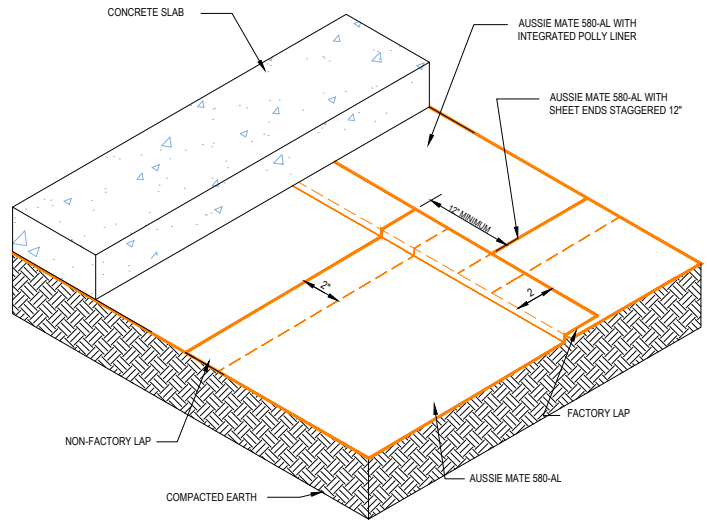 CONCRETE SLAB
AUSSIE MATE 580-AL WITH
INTEGRATED POLLY LINER
AUSSIE MATE 580-AL WITH
SHEET ENDS STAGGERED 12"
12" MINIMUM
2"
2
FACTORY LAP
NON-FACTORY LAP
AUSSIE MATE 580-AL
COMPACTED EARTH